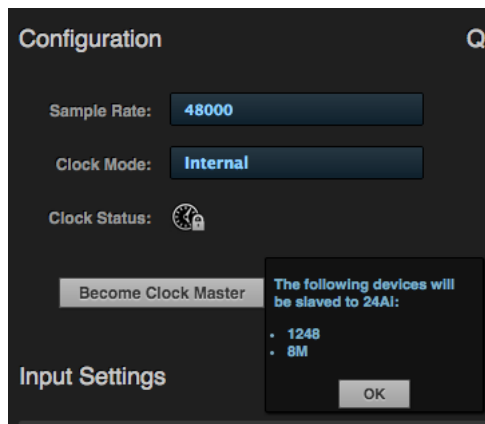 Configuration
Q
Sample Rate: 48000
Clock Mode: Internal
Clock Status:
Become Clock Master
The following devices will
be slaved to 24Ai:
• 1248
• 8M
OK
Input Settings